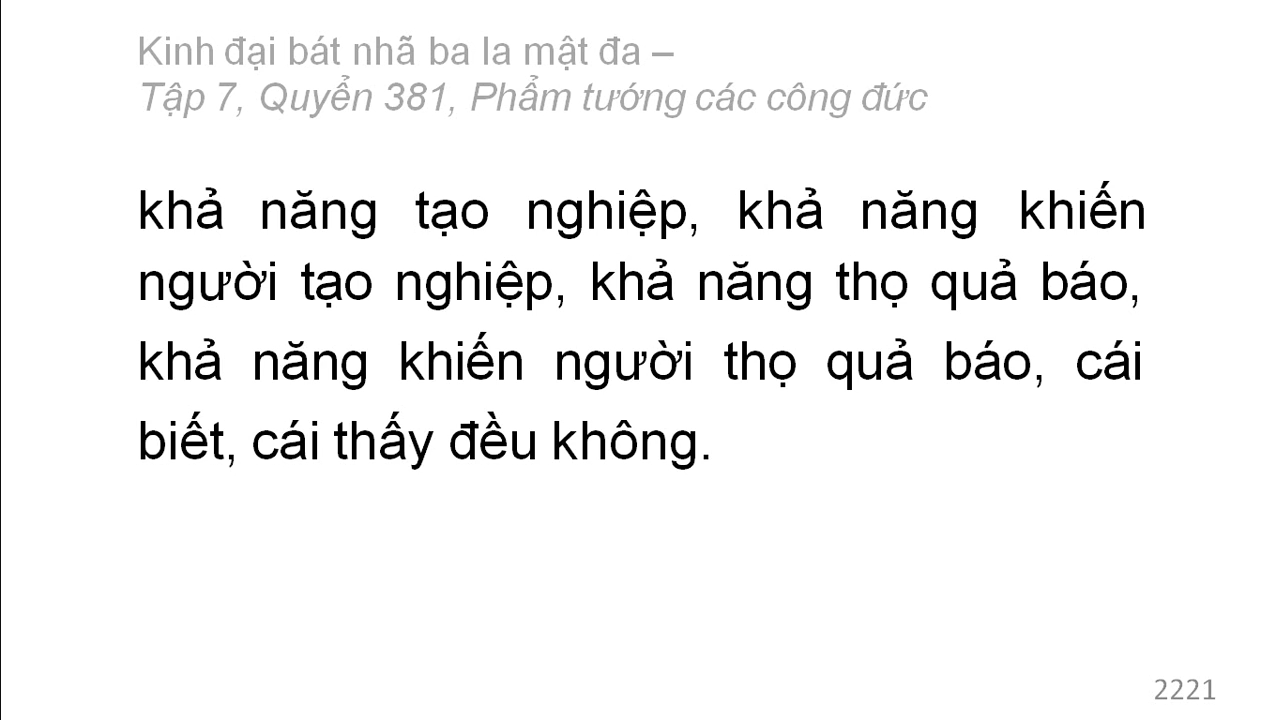 Kinh đại bát nhã ba la mật đa –
Tập 7, Quyển 381, Phẩm tướng các công đức
khả năng tạo nghiệp, khả năng khiến
người tạo nghiệp, khả năng thọ quả báo,
khả năng khiến người thọ quả báo, cái
biết, cái thấy đều không.
2221